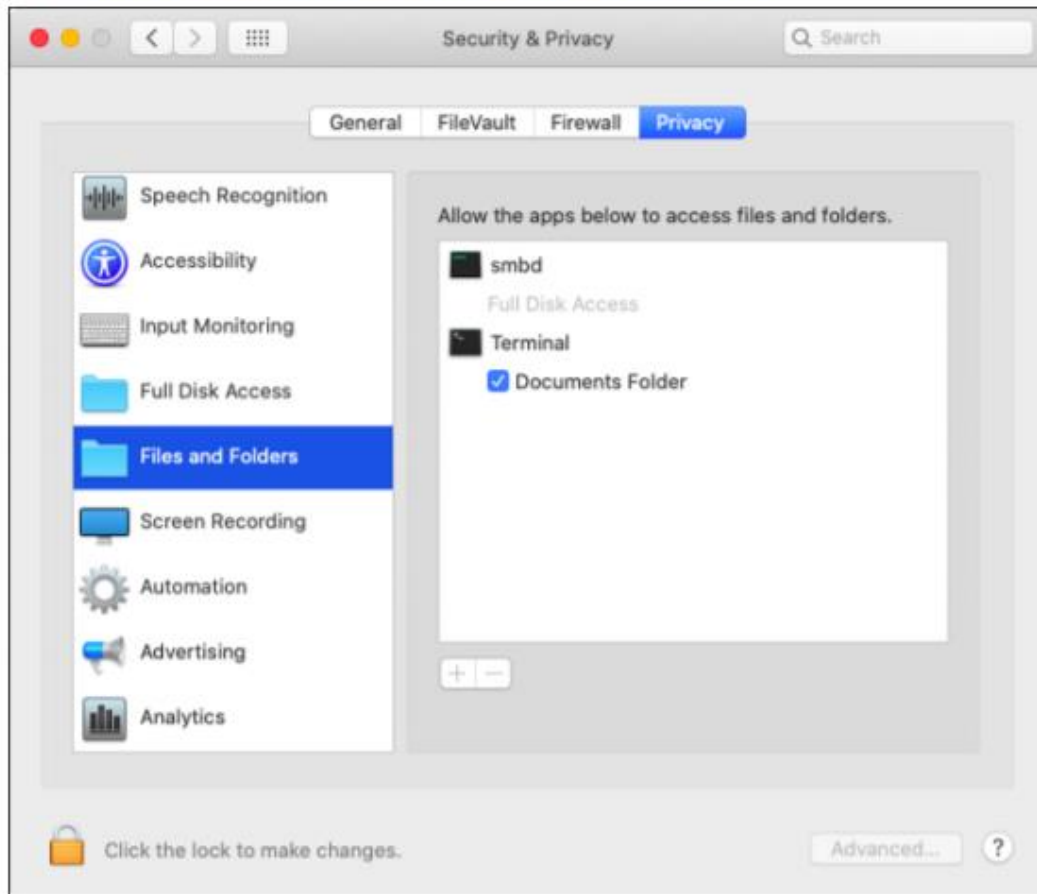 Security & Privacy
Search
General
FileVault
Firewall
Privacy
Speech Recognition
Accessibility
Input Monitoring
Full Disk Access
Files and Folders
Screen Recording
Automation
Advertising
Analytics
Allow the apps below to access files and folders.
smbd
Full Disk Access
Terminal
Documents Folder
Click the lock to make changes.
Advanced...
?